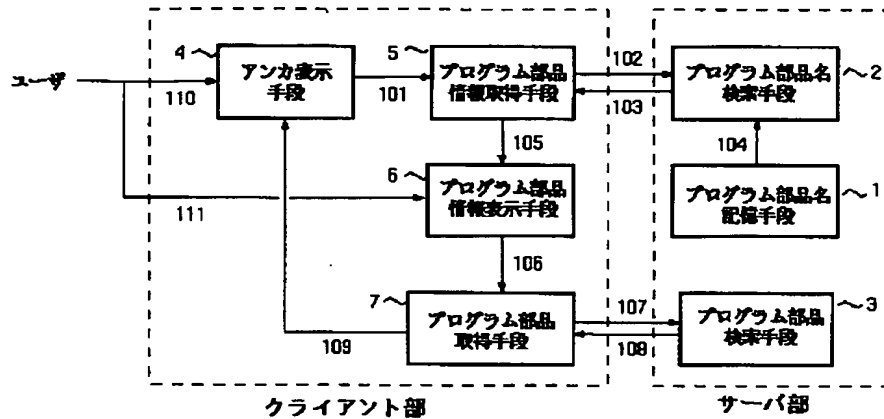 ユーザ
110
111
4
アンカ表示
手段
101
5
プログラム部品
情報取得手段
102
103
プログラム部品名
検索手段
2
105
104
6
プログラム部品
情報表示手段
プログラム部品名
記憶手段
1
106
7
プログラム部品
取得手段
109
107
108
プログラム部品
検索手段
3
クライアント部
サーバ部